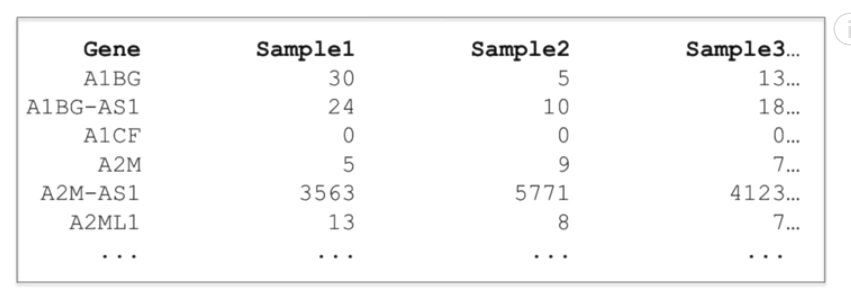 Gene Sample1 Sample2 Sample3…
A1BG 30 5 13…
A1BG-AS1 24 10 18…
A1CF 0 0 0…
A2M 5 9 7…
A2M-AS1 3563 5771 4123…
A2ML1 13 8 7…
... ... ... ...